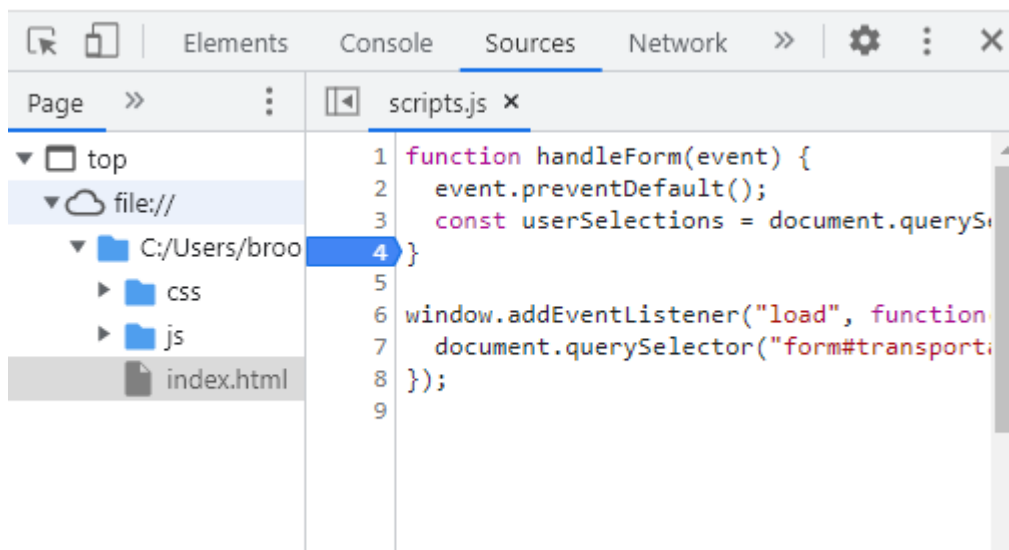 Elements Console Sources Network
Page scripts.js
top
file://
C:/Users/broo
css
js
index.html
1 function handleForm(event) {
2 event.preventDefault();
3 const userSelections = document.queryS
4 }
5
6 window.addEventListener("load", function
7 document.querySelector("form#transport
8 });
9